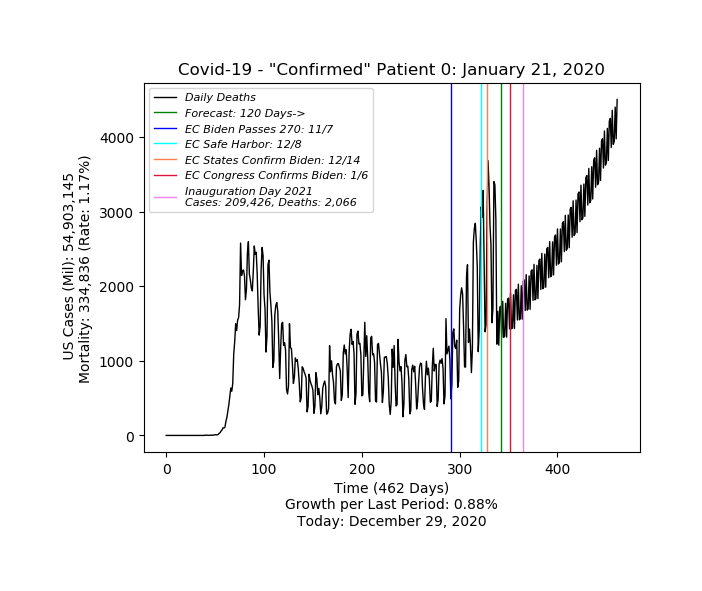 Covid-19 - "Confirmed" Patient 0: January 21, 2020
Daily Deaths
Forecast: 120 Days->
EC Biden Passes 270: 11/7
EC Safe Harbor: 12/8
EC States Confirm Biden: 12/14
EC Congress Confirms Biden: 1/6
Inauguration Day 2021
Cases: 209,426, Deaths: 2,066
US Cases (Mil): 54,903,145
Mortality: 334,836 (Rate: 1.17%)
4000
3000
2000
1000
0
0 100 200 300 400
Time (462 Days)
Growth per Last Period: 0.88%
Today: December 29, 2020